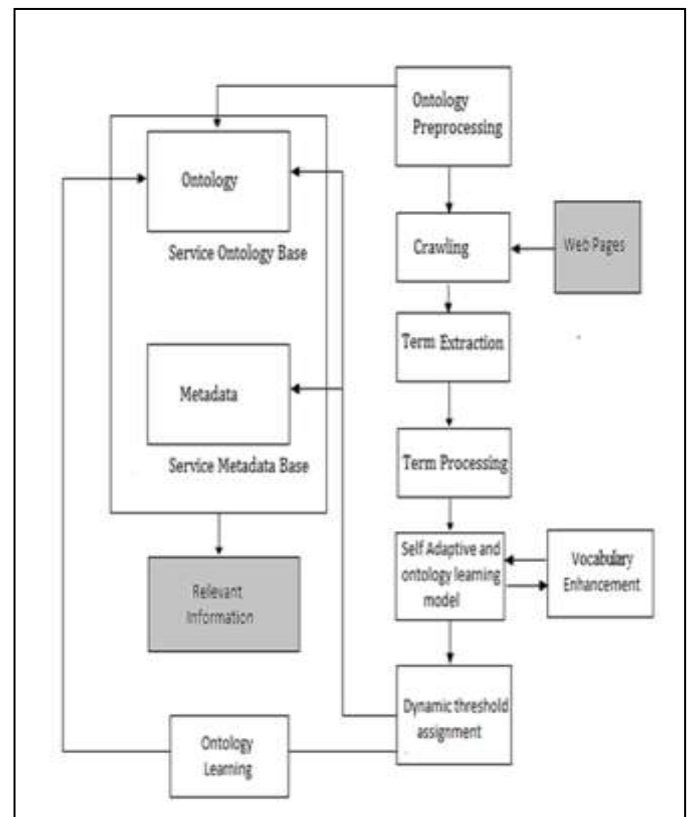 Ontology
Preprocessing
Ontology
Service Ontology Base
Crawling
Web Pages
Term Extraction
Metadata
Service Metadata Base
Term Processing
Self Adaptive and
ontology learning
model
Vocabulary
Enhancement
Relevant
Information
Dynamic threshold
assignment
Ontology
Learning